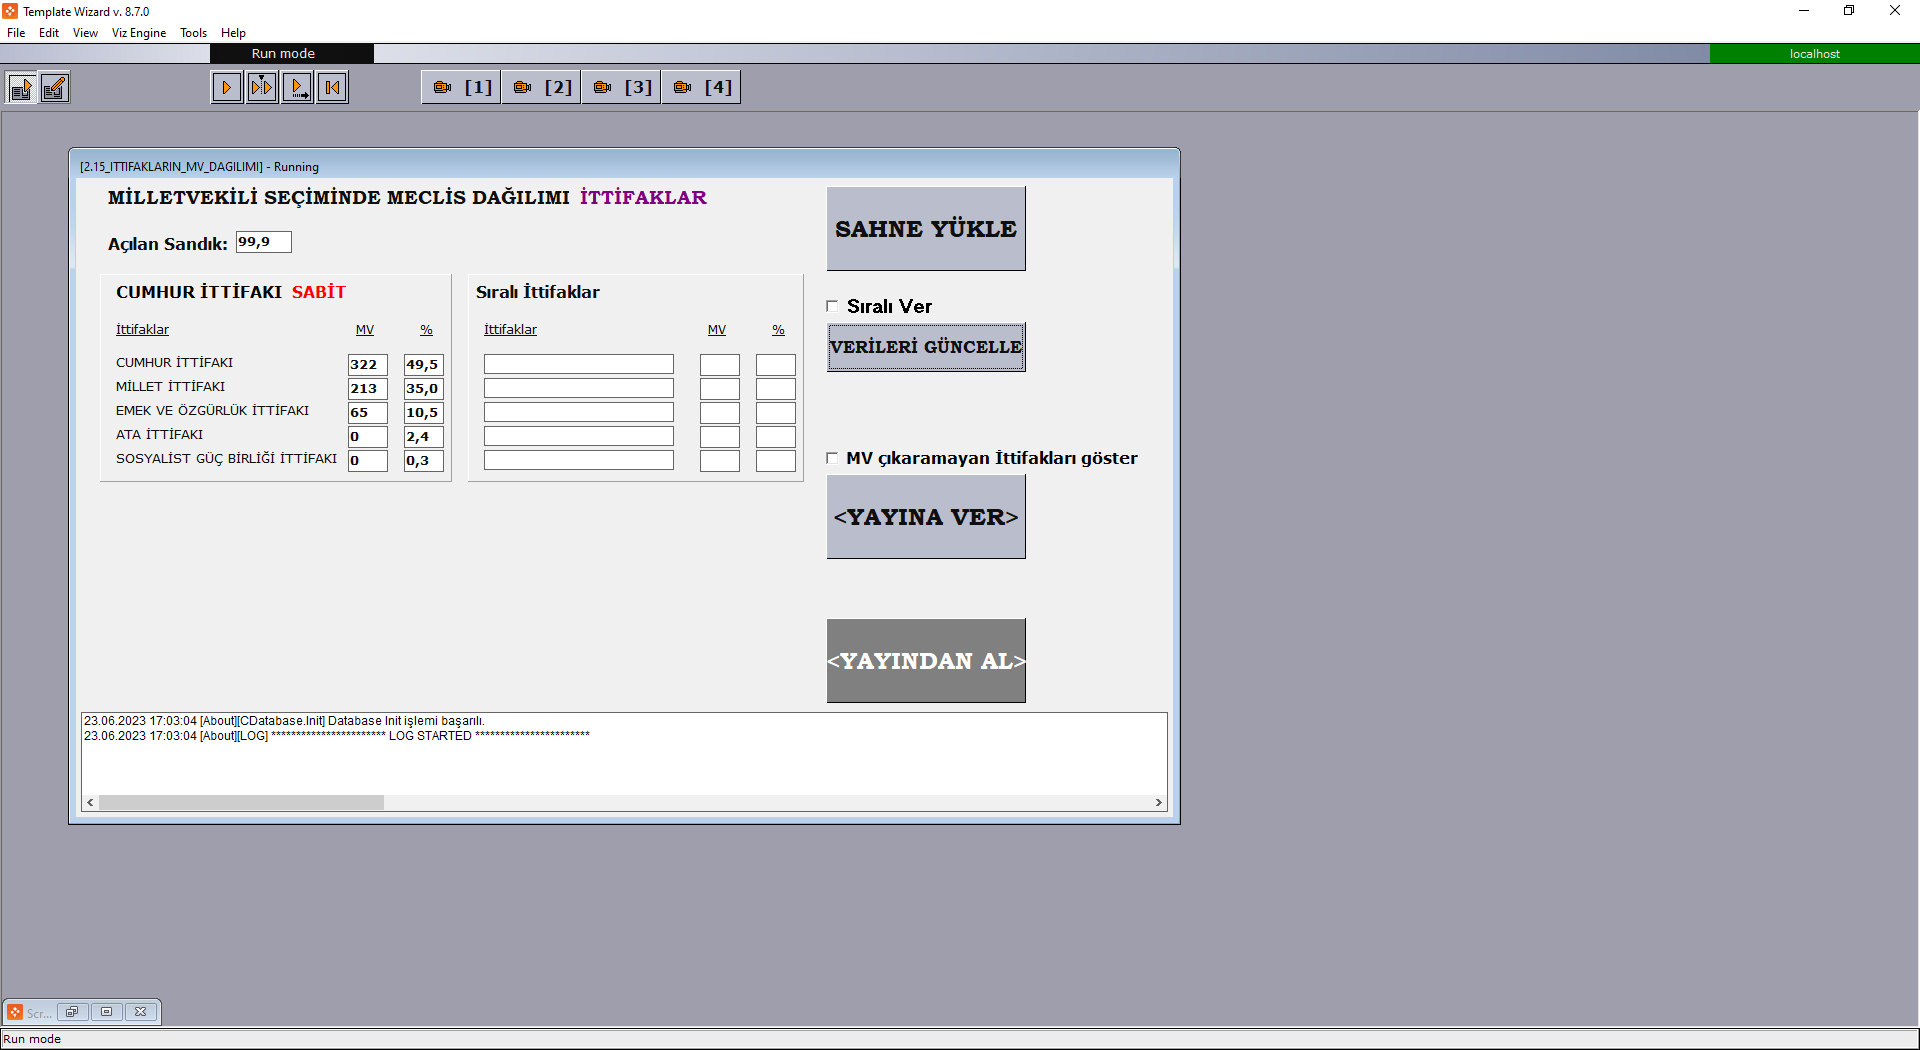 Template Wizard v. 8.7.0
File Edit View Viz Engine Tools Help
Run mode
localhost
[1] [2] [3] [4]
[2.15_ITTIFAKLARIN_MV_DAGILIMI] - Running
MİLLETVEKİLİ SEÇİMİNDE MECLİS DAĞILIMI İTTİFAKLAR
SAHNE YÜKLE
Açılan Sandık: 99,9
CUMHUR İTTİFAKI SABİT
Sıralı İttifaklar
Sıralı Ver
İttifaklar MV %
İttifaklar MV %
VERİLERİ GÜNCELLE
CUMHUR İTTİFAKI 322 49,5
MİLLET İTTİFAKI 213 35,0
EMEK VE ÖZGÜRLÜK İTTİFAKI 65 10,5
ATA İTTİFAKI 0 2,4
SOSYALİST GÜÇ BİRLİĞİ İTTİFAKI 0 0,3
MV çıkaramayan İttifakları göster
<YAYINA VER>
<YAYINDAN AL>
23.06.2023 17:03:04 [About][CDatabase.Init] Database Init işlemi başarılı.
23.06.2023 17:03:04 [About][LOG] *********************** LOG STARTED ***********************
Scr...
Run mode